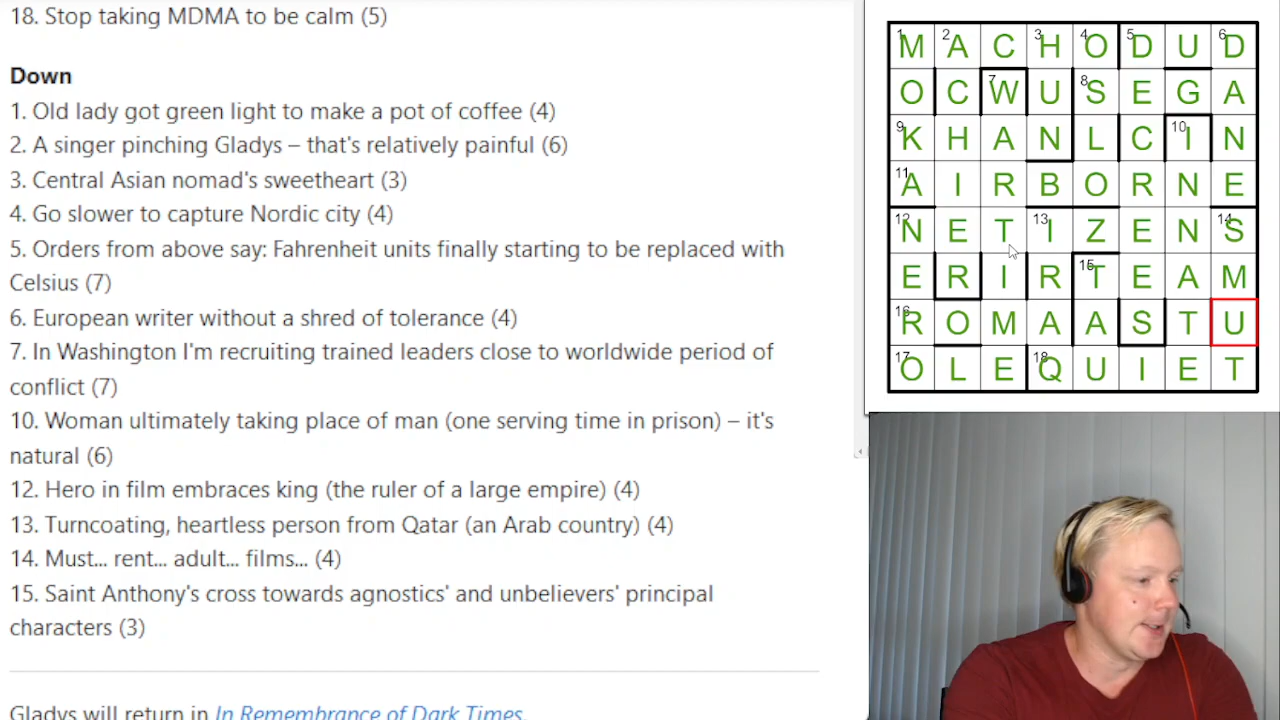 18. Stop taking MDMA to be calm (5)
Down
1. Old lady got green light to make a pot of coffee (4)
2. A singer pinching Gladys – that's relatively painful (6)
3. Central Asian nomad's sweetheart (3)
4. Go slower to capture Nordic city (4)
5. Orders from above say: Fahrenheit units finally starting to be replaced with
Celsius (7)
6. European writer without a shred of tolerance (4)
7. In Washington I'm recruiting trained leaders close to worldwide period of
conflict (7)
10. Woman ultimately taking place of man (one serving time in prison) – it's
natural (6)
12. Hero in film embraces king (the ruler of a large empire) (4)
13. Turncoating, heartless person from Qatar (an Arab country) (4)
14. Must... rent... adult... films... (4)
15. Saint Anthony's cross towards agnostics' and unbelievers' principal
characters (3)
Gladys will return in In Remembrance of Dark Times.
1 M 2 A C 3 H 4 O 5 D U 6 D
O C 7 W U 8 S E G A
9 K H A N L C 10 I N
11 A I R B O R N E
12 N E T 13 I Z E N 14 S
E R I R 15 T E A M
16 R O M A A S T U
17 O L E 18 Q U I E T